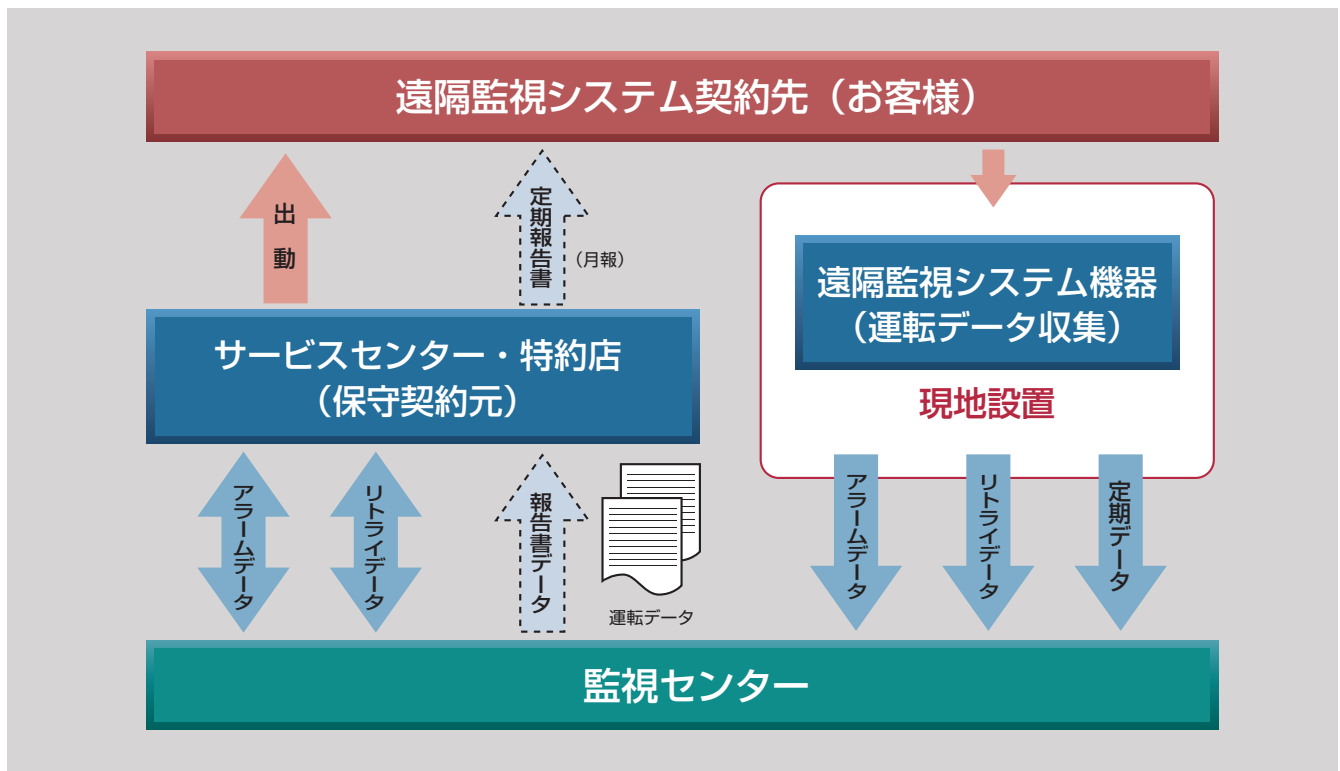 遠隔監視システム契約先（お客様）
出動
定期報告書
（月報）
遠隔監視システム機器
（運転データ収集）
現地設置
サービスセンター・特約店
（保守契約元）
アラームデータ
リトライデータ
報告書データ
運転データ
アラームデータ
リトライデータ
定期データ
監視センター